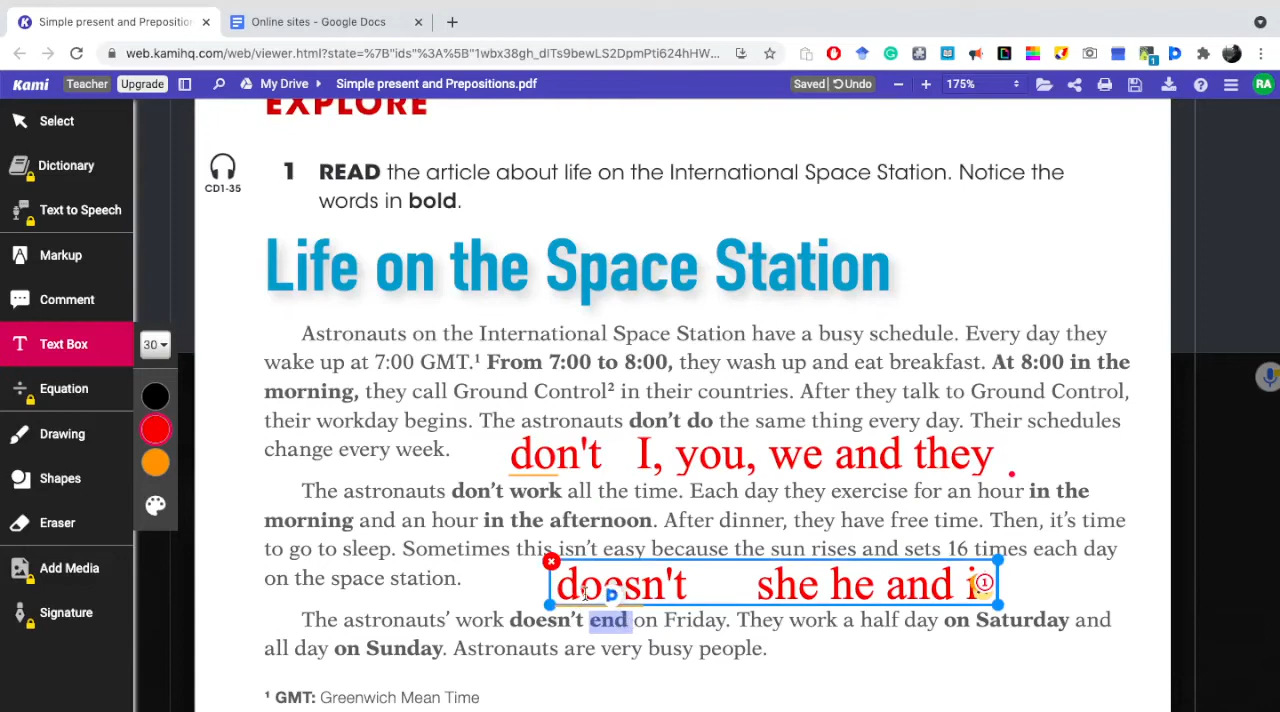 Simple present and Prepositio
Online sites - Google Docs
web.kamihq.com/web/viewer.html?state=%7B"ids"%3A%5B"1wbx38gh_dITs9bewLS2DpmPti624hHW...
Kami Teacher Upgrade My Drive Simple present and Prepositions.pdf Saved Undo 175% RA
Select
Dictionary
Text to Speech
Markup
Comment
Text Box
30
Equation
Drawing
Shapes
Eraser
Add Media
Signature
EXPLORE
CD1-35
1 READ the article about life on the International Space Station. Notice the
words in bold.
Life on the Space Station
Astronauts on the International Space Station have a busy schedule. Every day they
wake up at 7:00 GMT.¹ From 7:00 to 8:00, they wash up and eat breakfast. At 8:00 in the
morning, they call Ground Control² in their countries. After they talk to Ground Control,
their workday begins. The astronauts don't do the same thing every day. Their schedules
change every week.
don't I, you, we and they .
The astronauts don't work all the time. Each day they exercise for an hour in the
morning and an hour in the afternoon. After dinner, they have free time. Then, it's time
to go to sleep. Sometimes this isn't easy because the sun rises and sets 16 times each day
on the space station.
doesn't she he and
The astronauts' work doesn't end on Friday. They work a half day on Saturday and
all day on Sunday. Astronauts are very busy people.
¹ GMT: Greenwich Mean Time